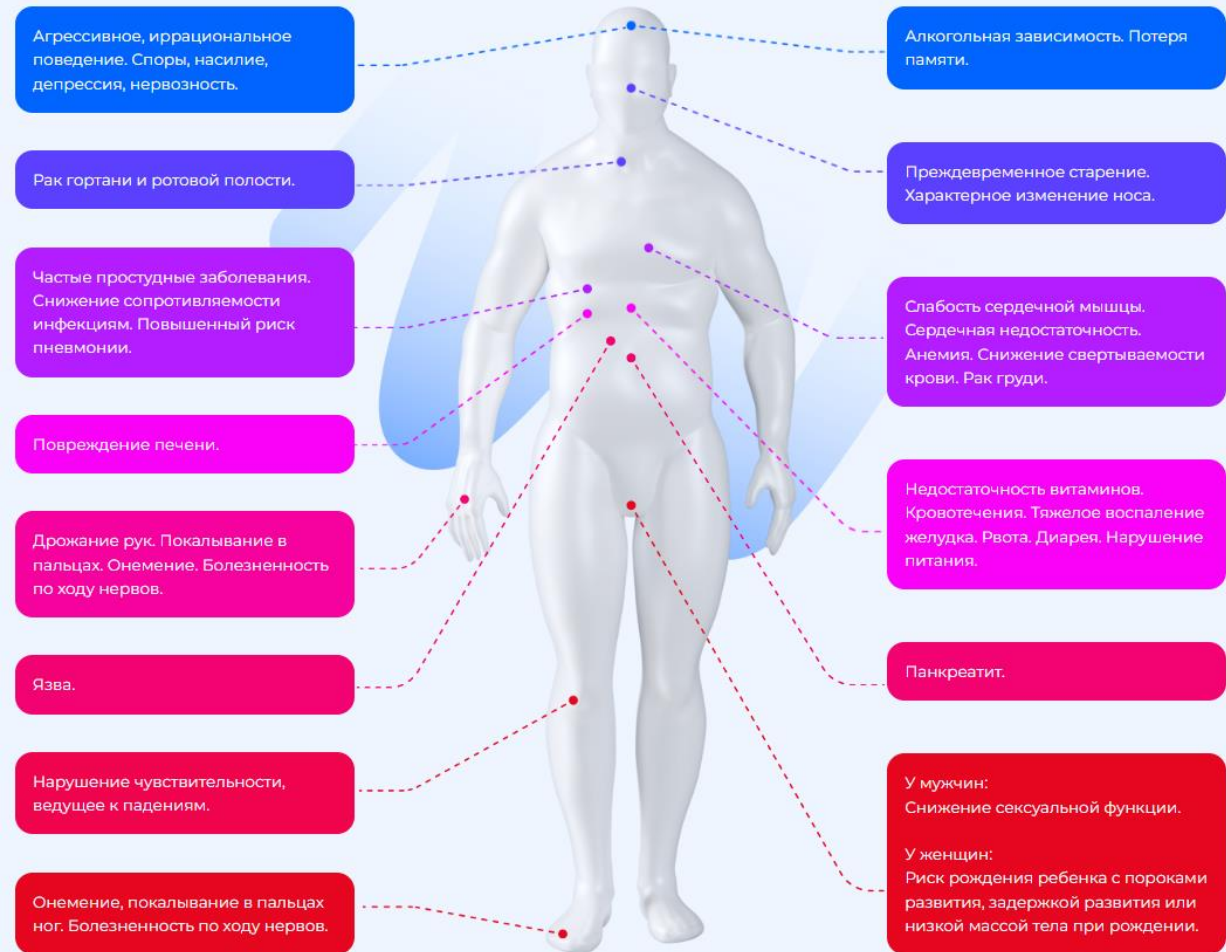 Агрессивное, иррациональное
поведение. Споры, насилие,
депрессия, нервозность.
Рак гортани и ротовой полости.
Частые простудные заболевания.
Снижение сопротивляемости
инфекциям. Повышенный риск
пневмонии.
Повреждение печени.
Дрожание рук. Покалывание в
пальцах. Онемение. Болезненность
по ходу нервов.
Язва.
Нарушение чувствительности,
ведущее к падениям.
Онемение, покалывание в пальцах
ног. Болезненность по ходу нервов.
Алкогольная зависимость. Потеря
памяти.
Преждевременное старение.
Характерное изменение носа.
Слабость сердечной мышцы.
Сердечная недостаточность.
Анемия. Снижение свертываемости
крови. Рак груди.
Недостаточность витаминов.
Кровотечения. Тяжелое воспаление
желудка. Рвота. Диарея. Нарушение
питания.
Панкреатит.
У мужчин:
Снижение сексуальной функции.
У женщин:
Риск рождения ребенка с пороками
развития, задержкой развития или
низкой массой тела при рождении.